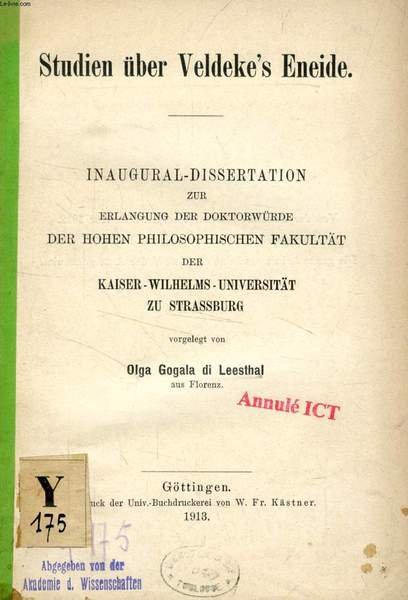 Studien über Veldeke's Eneide.
INAUGURAL-DISSERTATION
ZUR
ERLANGUNG DER DOKTORWÜRDE
DER HOHEN PHILOSOPHISCHEN FAKULTÄT
DER
KAISER-WILHELMS-UNIVERSITÄT
ZU STRASSBURG
vorgelegt von
Olga Gogala di Leesthal
aus Florenz.
Annulé ICT
Göttingen.
der Univ.-Buchdruckerei von W. Fr. Kästner.
1913.
Y
175
Abgegeben von der
Akademie d. Wissenschaften